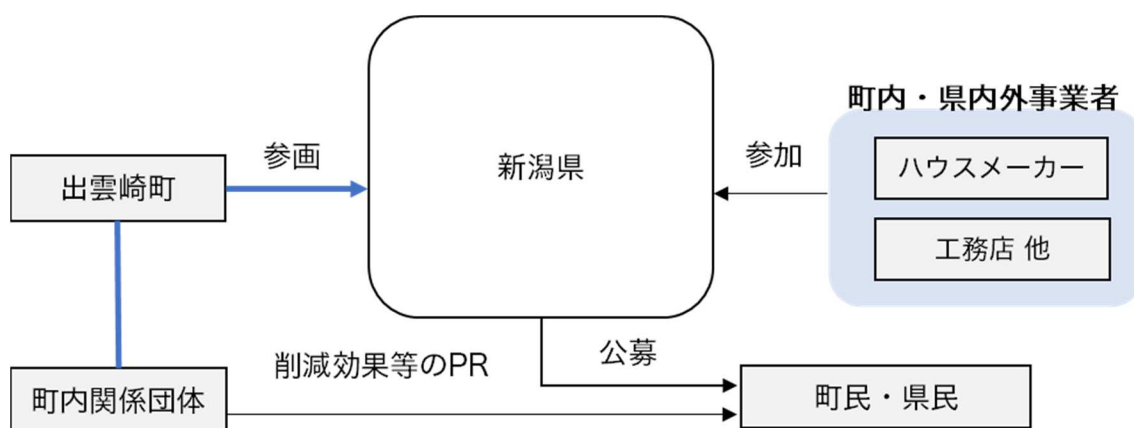 町内・県内外事業者
参画
新潟県
参加
ハウスメーカー
出雲崎町
工務店 他
削減効果等のPR
公募
町内関係団体
町民・県民